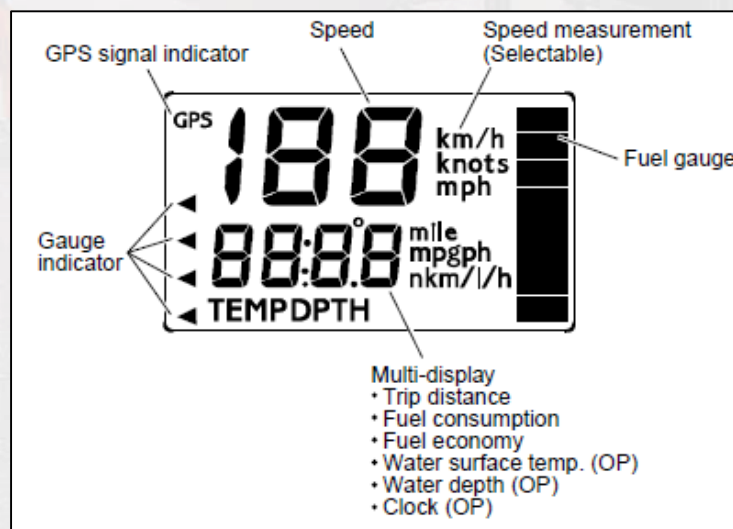 Speed
Speed measurement
(Selectable)
GPS signal indicator
GPS
188
km/h
knots
mph
Fuel gauge
Gauge
indicator
88:8.8°
mile
mpgph
nkm/l/h
TEMPDPTH
Multi-display
• Trip distance
• Fuel consumption
• Fuel economy
• Water surface temp. (OP)
• Water depth (OP)
• Clock (OP)